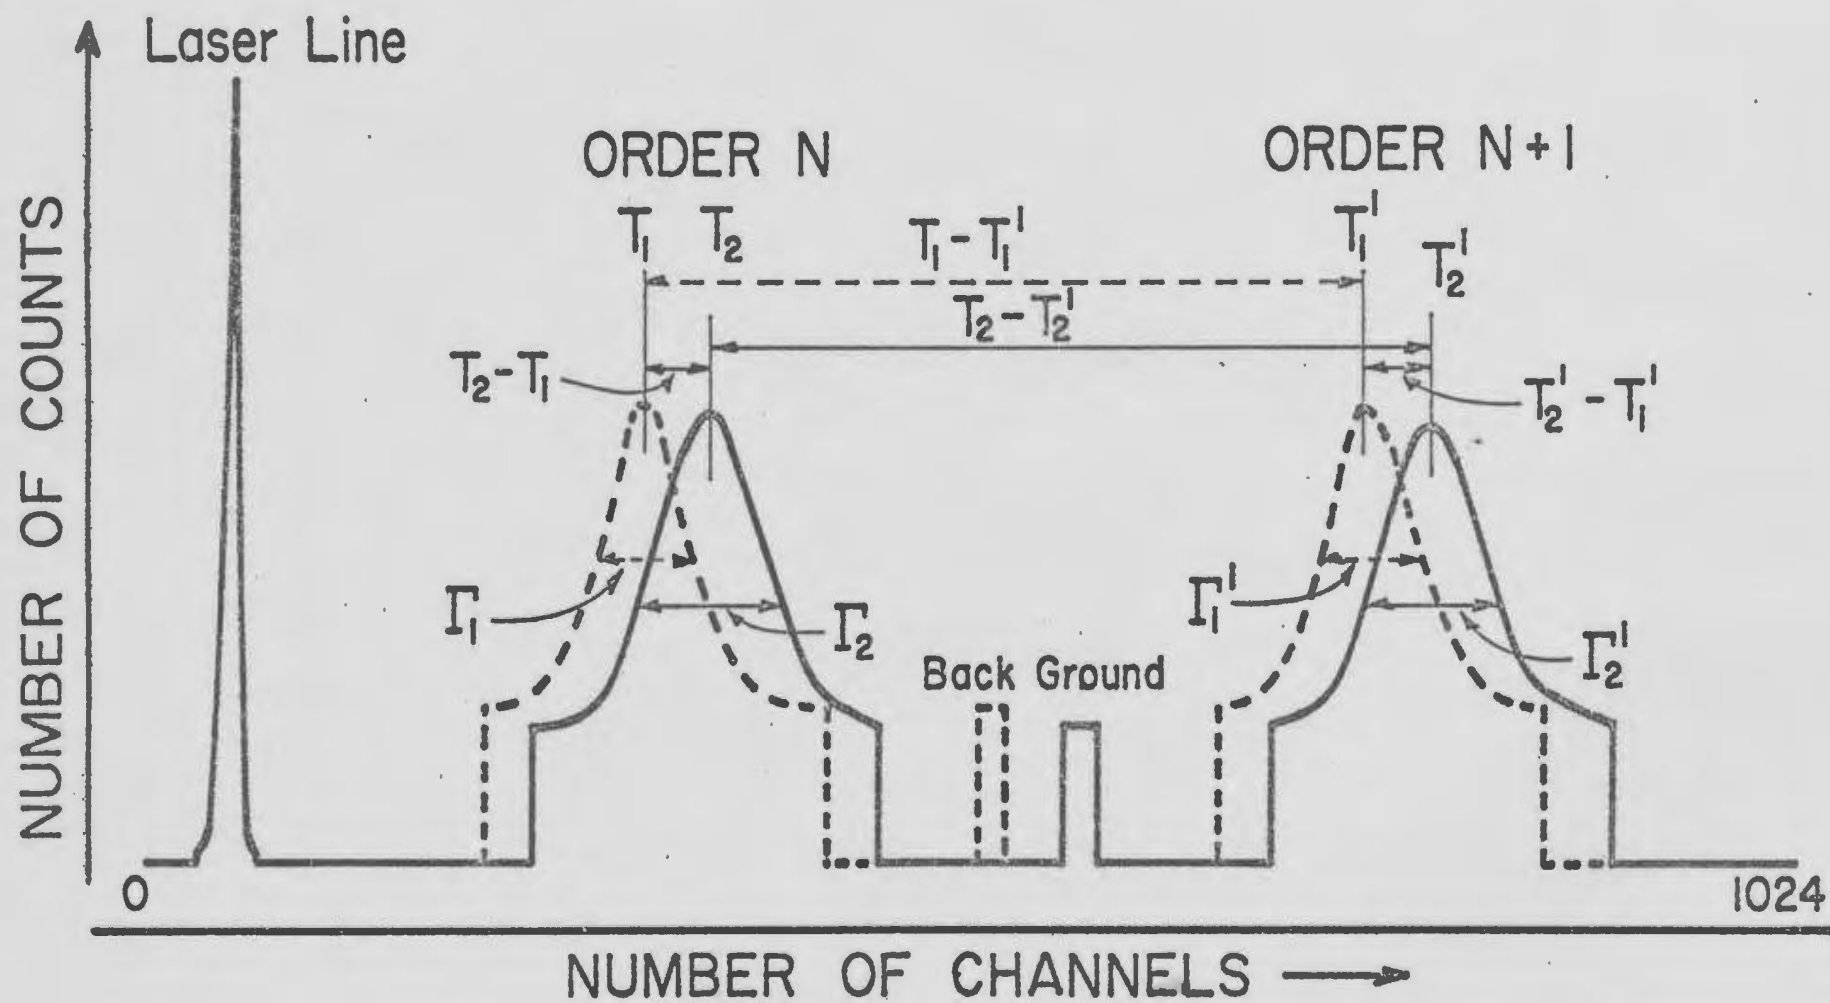 Laser Line
ORDER N
ORDER N+1
T₁ T₂ T₁-T₁' T₁' T₂'
T₂-T₂'
T₂-T₁
T₂'-T₁'
Γ₁ Γ₂ Γ₁' Γ₂'
Back Ground
0 1024
NUMBER OF CHANNELS
NUMBER OF COUNTS